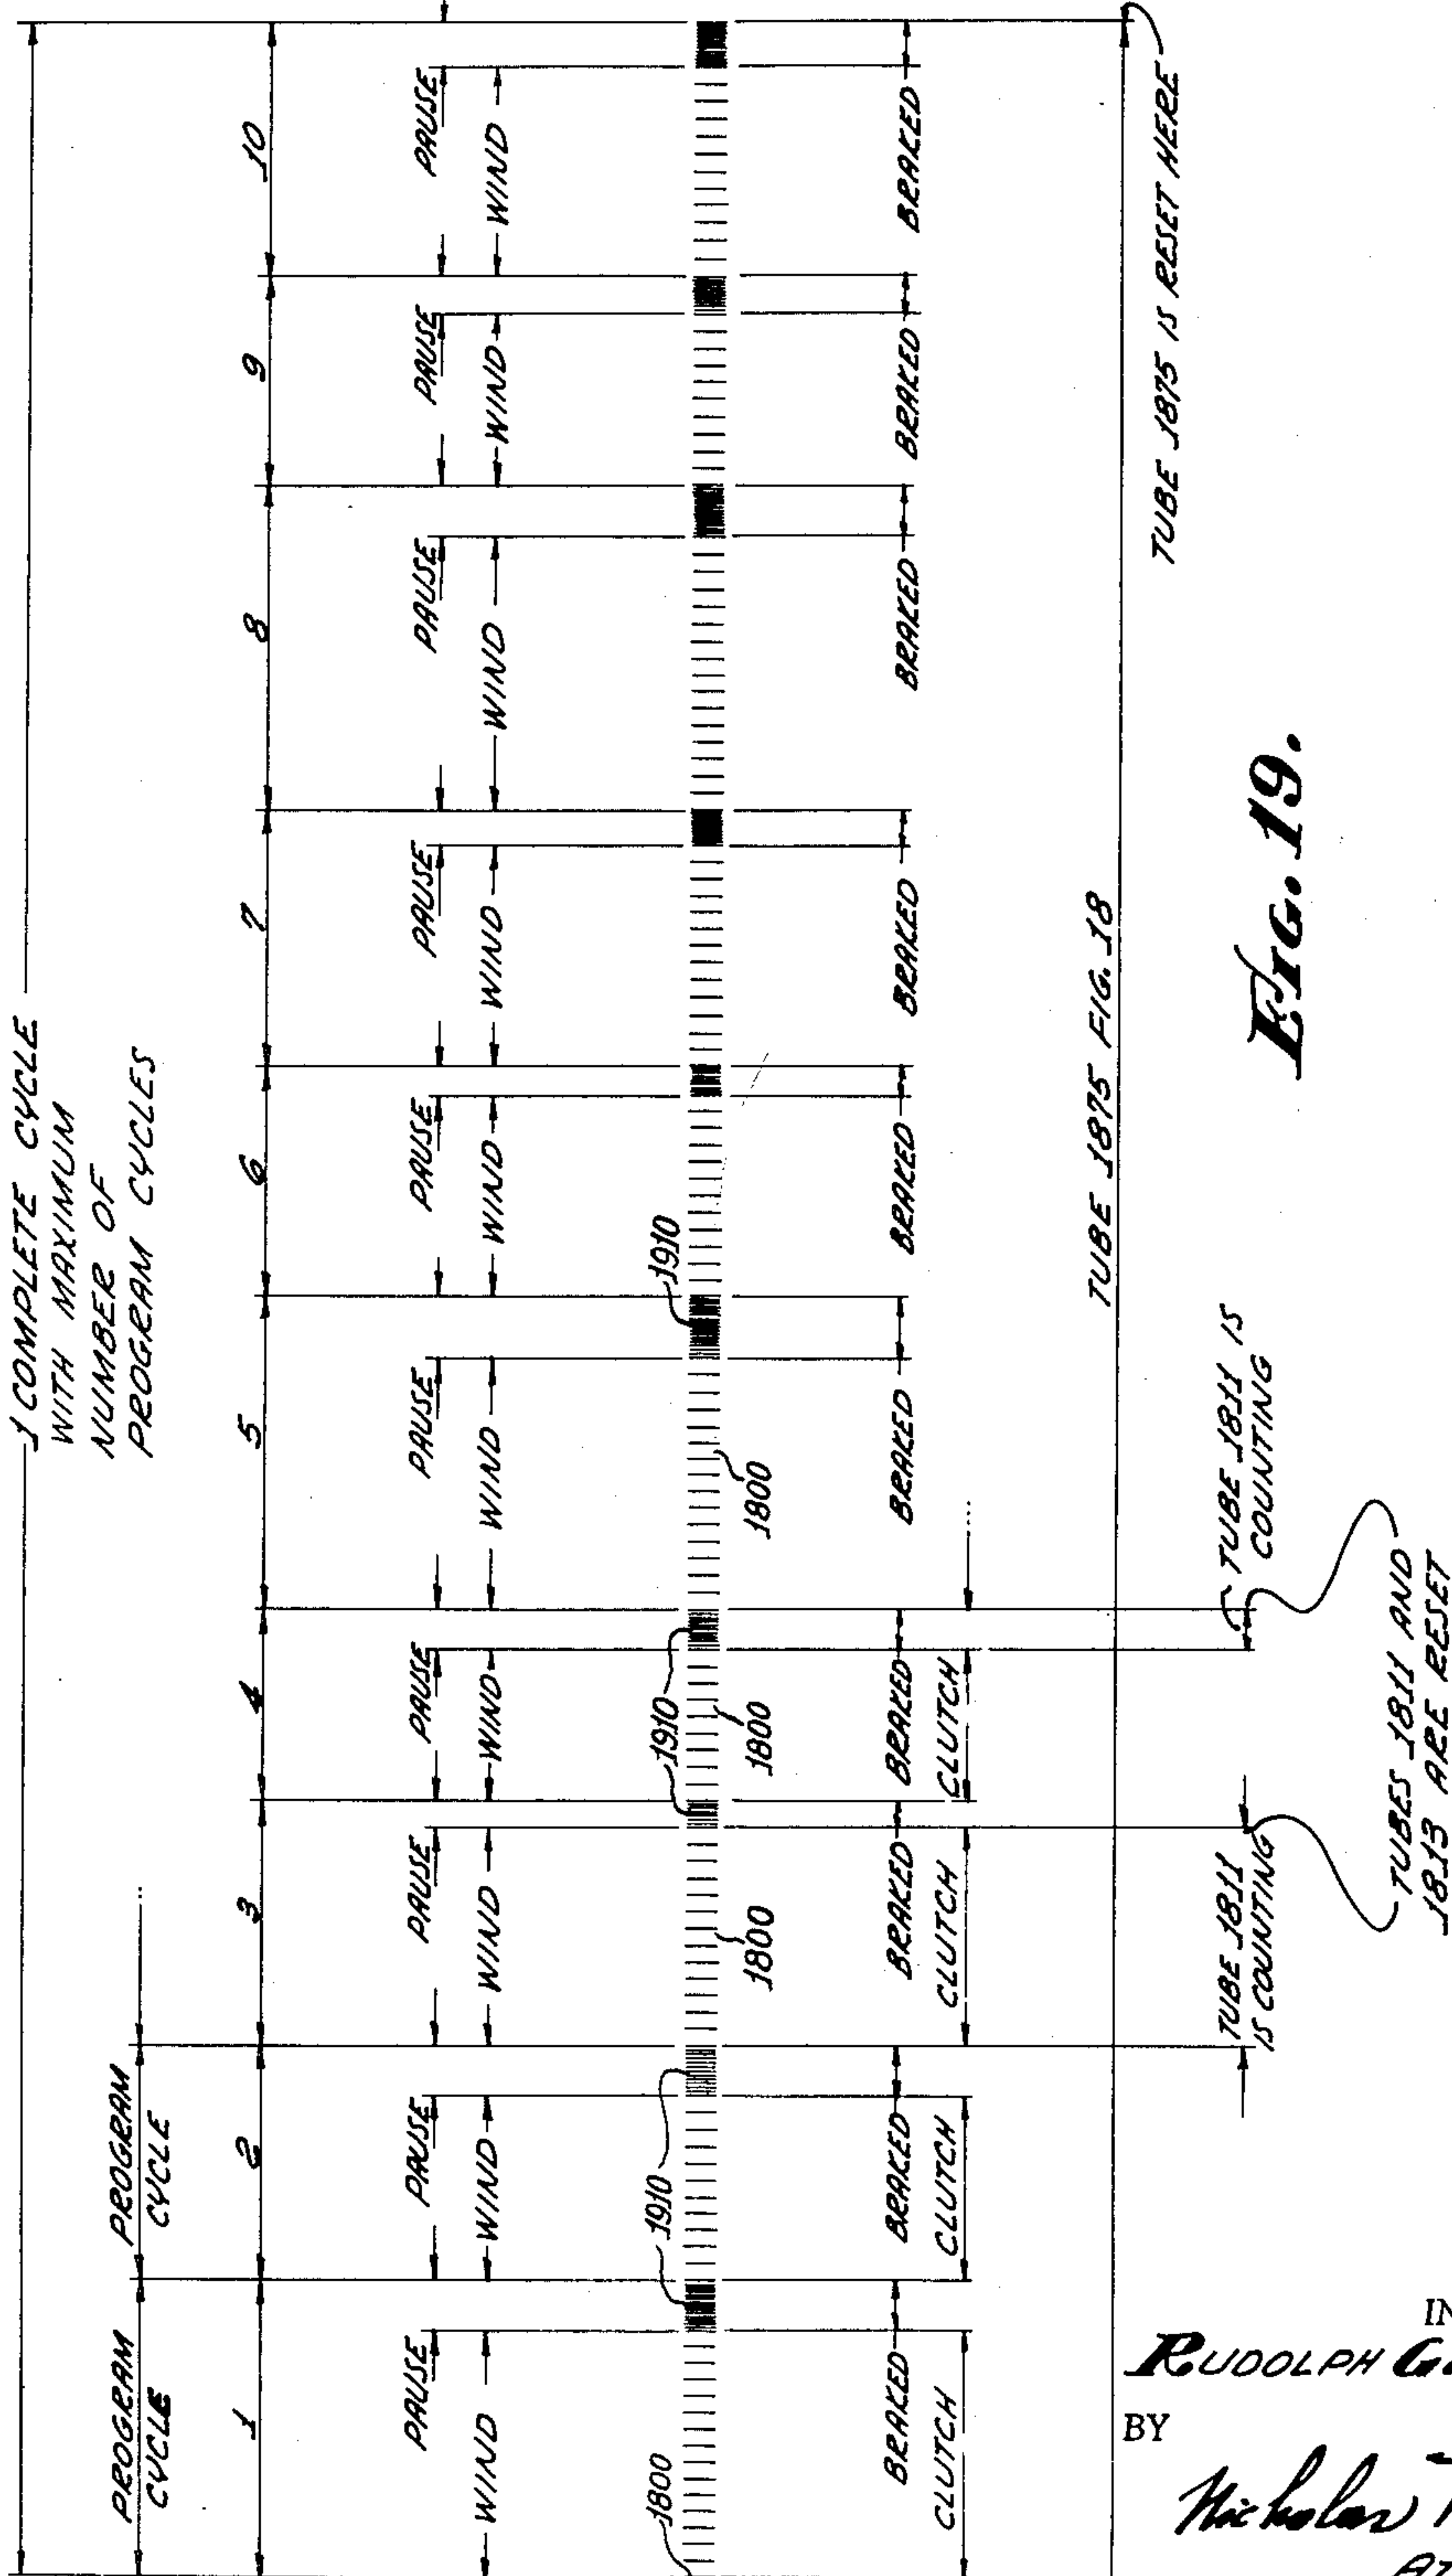 1 COMPLETE CYCLE
WITH MAXIMUM
NUMBER OF
PROGRAM CYCLES
PROGRAM
CYCLE
PROGRAM
CYCLE
1 2 3 4 5 6 7 8 9 10
PAUSE PAUSE PAUSE PAUSE PAUSE PAUSE PAUSE PAUSE PAUSE PAUSE
WIND WIND WIND WIND WIND WIND WIND WIND WIND WIND
1910 1910 1910
1800 1800 1800 1800
BRAKED BRAKED BRAKED BRAKED BRAKED BRAKED BRAKED BRAKED BRAKED BRAKED
CLUTCH CLUTCH CLUTCH CLUTCH
TUBE 1875 FIG. 18
TUBE 1875 IS RESET HERE
TUBE 1811
IS COUNTING
TUBE 1811 IS
COUNTING
TUBES 1811 AND
1813 ARE RESET
Fig. 19.
IN
RUDOLPH G.
BY
Nicholas
AT